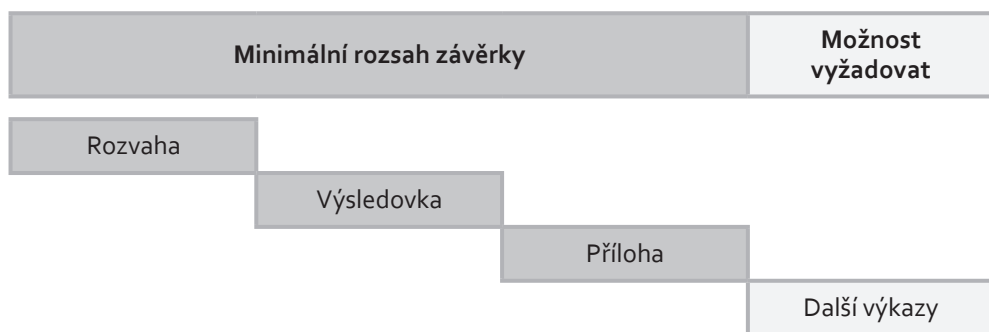 Minimální rozsah závěrky
Možnost
vyžadovat
Rozvaha
Výsledovka
Příloha
Další výkazy